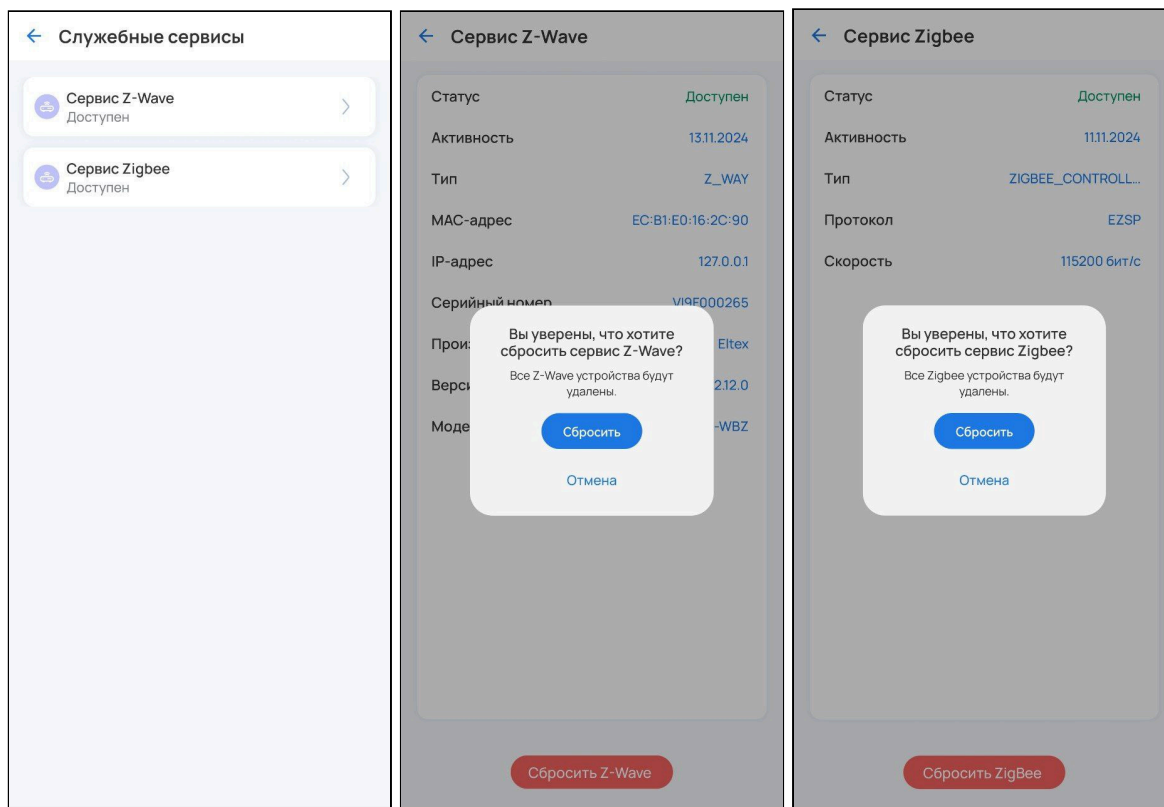 Служебные сервисы
Сервис Z-Wave
Доступен
Сервис Zigbee
Доступен
Сервис Z-Wave
Статус Доступен
Активность 13.11.2024
Тип Z_WAY
MAC-адрес EC:B1:E0:16:2C:90
IP-адрес 127.0.0.1
Серийный номер VI9F000265
Eltex
2.12.0
-WBZ
Вы уверены, что хотите
сбросить сервис Z-Wave?
Все Z-Wave устройства будут
удалены.
Сбросить
Отмена
Сбросить Z-Wave
Сервис Zigbee
Статус Доступен
Активность 11.11.2024
Тип ZIGBEE_CONTROLL...
Протокол EZSP
Скорость 115200 бит/с
Вы уверены, что хотите
сбросить сервис Zigbee?
Все Zigbee устройства будут
удалены.
Сбросить
Отмена
Сбросить ZigBee